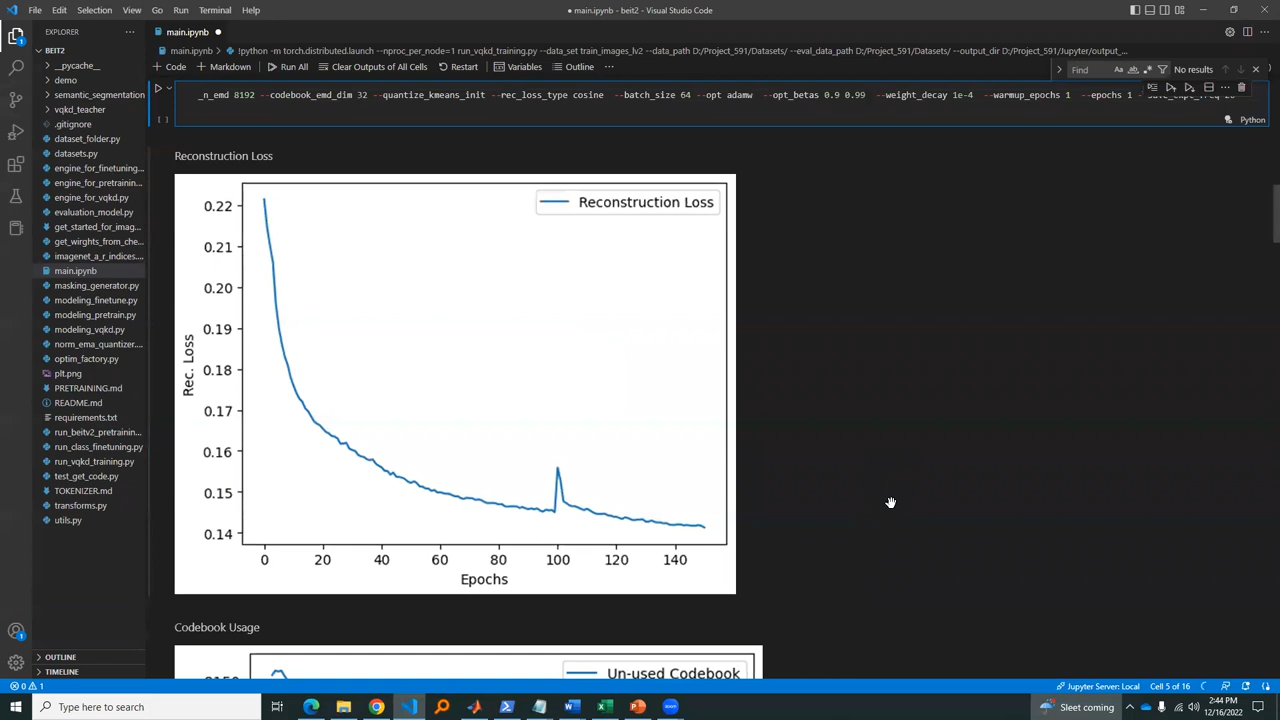 File Edit Selection View Go Run Terminal Help
● main.ipynb - beit2 - Visual Studio Code
EXPLORER
BEIT2
__pycache__
demo
semantic_segmentation
vqkd_teacher
.gitignore
dataset_folder.py
datasets.py
engine_for_finetuning...
engine_for_pretrainin...
engine_for_vqkd.py
evaluation_model.py
get_started_for_imag...
get_wirghts_from_che...
imagenet_a_r_indices....
main.ipynb
masking_generator.py
modeling_finetune.py
modeling_pretrain.py
modeling_vqkd.py
norm_ema_quantizer....
optim_factory.py
plt.png
PRETRAINING.md
README.md
requirements.txt
run_beitv2_pretrainin...
run_class_finetuning.py
run_vqkd_training.py
test_get_code.py
TOKENIZER.md
transforms.py
utils.py
OUTLINE
TIMELINE
main.ipynb ●
main.ipynb > !python -m torch.distributed.launch --nproc_per_node=1 run_vqkd_training.py --data_set train_images_lv2 --data_path D:/Project_591/Datasets/ --eval_data_path D:/Project_591/Datasets/ --output_dir D:/Project_591/Jupyter/output_...
+ Code + Markdown Run All Clear Outputs of All Cells Restart Variables Outline ...
Find Aa ab .* No results
_n_emd 8192 --codebook_emd_dim 32 --quantize_kmeans_init --rec_loss_type cosine --batch_size 64 --opt adamw --opt_betas 0.9 0.99 --weight_decay 1e-4 --warmup_epochs 1 --epochs 1
[ ] Python
Reconstruction Loss
Reconstruction Loss
0.22
0.21
0.20
0.19
0.18
0.17
0.16
0.15
0.14
Rec. Loss
0 20 40 60 80 100 120 140
Epochs
Codebook Usage
Un-used Codebook
8150
0 1
Jupyter Server: Local Cell 5 of 16
Type here to search
Sleet coming
2:44 PM
12/16/2022